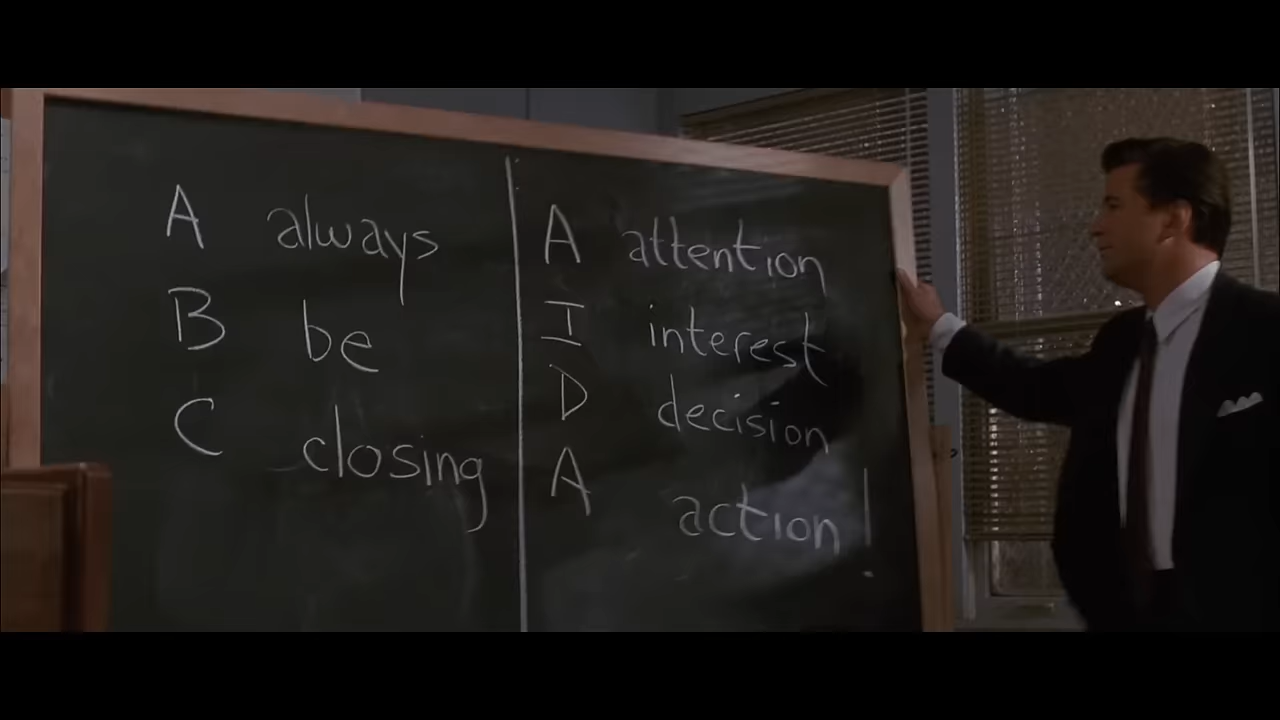 A always
B be
C closing
A attention
I interest
D decision
A action!